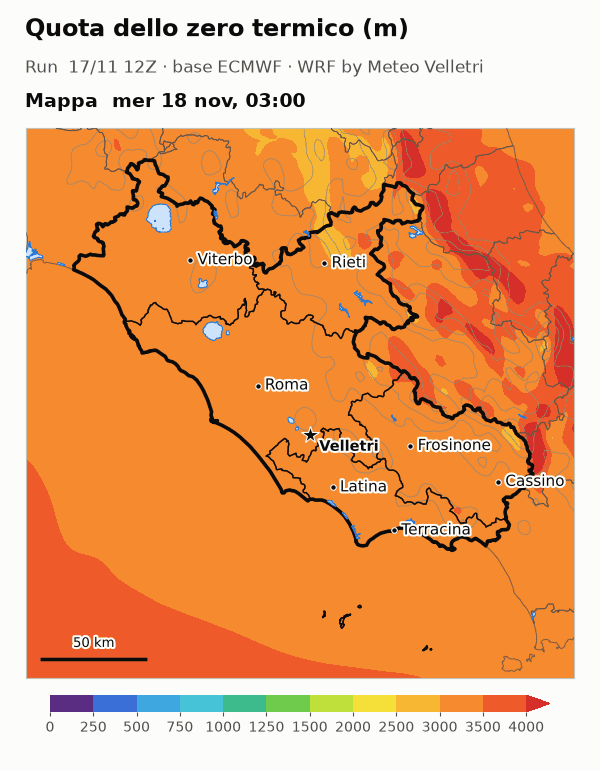 Quota dello zero termico (m)
Run  17/11 12Z · base ECMWF · WRF by Meteo Velletri
Mappa  mer 18 nov, 03:00
Viterbo
Rieti
Roma
Velletri
Frosinone
Cassino
Latina
Terracina
50 km
0 250 500 750 1000 1250 1500 2000 2500 3000 3500 4000